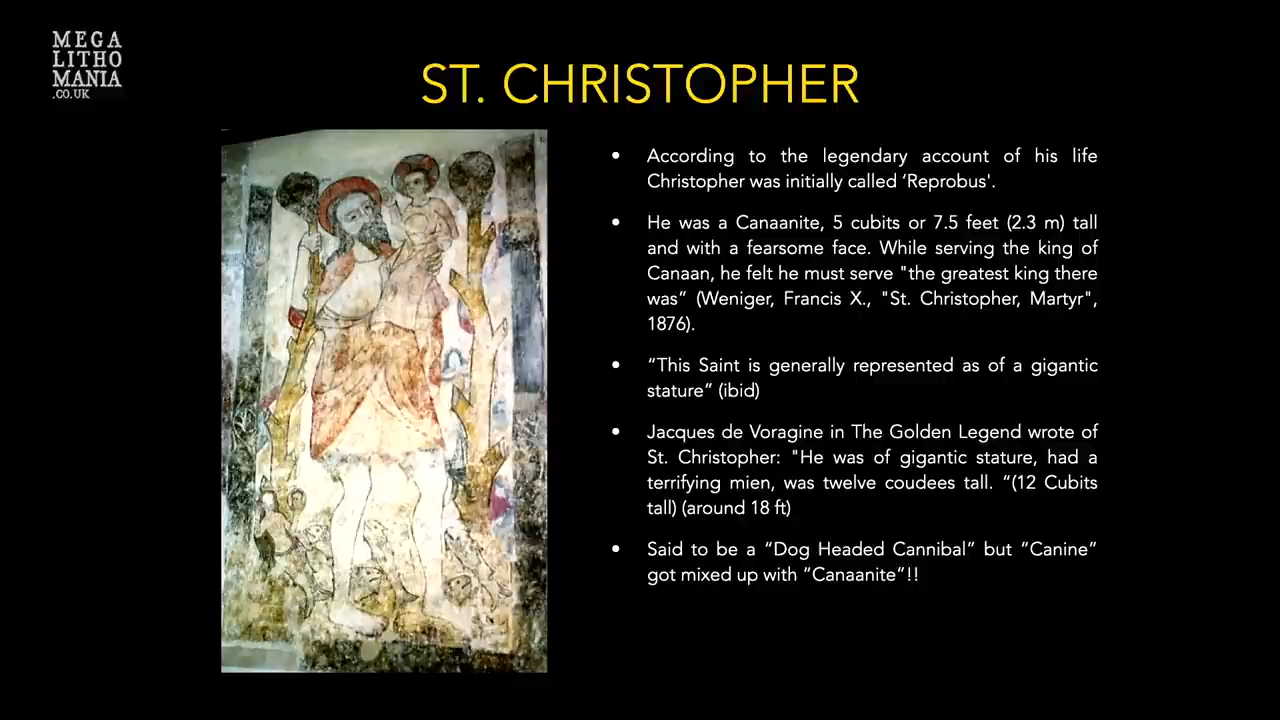 MEGA
LITHO
MANIA
.CO.UK
ST. CHRISTOPHER
• According to the legendary account of his life
Christopher was initially called ‘Reprobus'.
• He was a Canaanite, 5 cubits or 7.5 feet (2.3 m) tall
and with a fearsome face. While serving the king of
Canaan, he felt he must serve "the greatest king there
was” (Weniger, Francis X., "St. Christopher, Martyr",
1876).
• “This Saint is generally represented as of a gigantic
stature” (ibid)
• Jacques de Voragine in The Golden Legend wrote of
St. Christopher: "He was of gigantic stature, had a
terrifying mien, was twelve coudees tall. “(12 Cubits
tall) (around 18 ft)
• Said to be a “Dog Headed Cannibal” but “Canine”
got mixed up with “Canaanite”!!